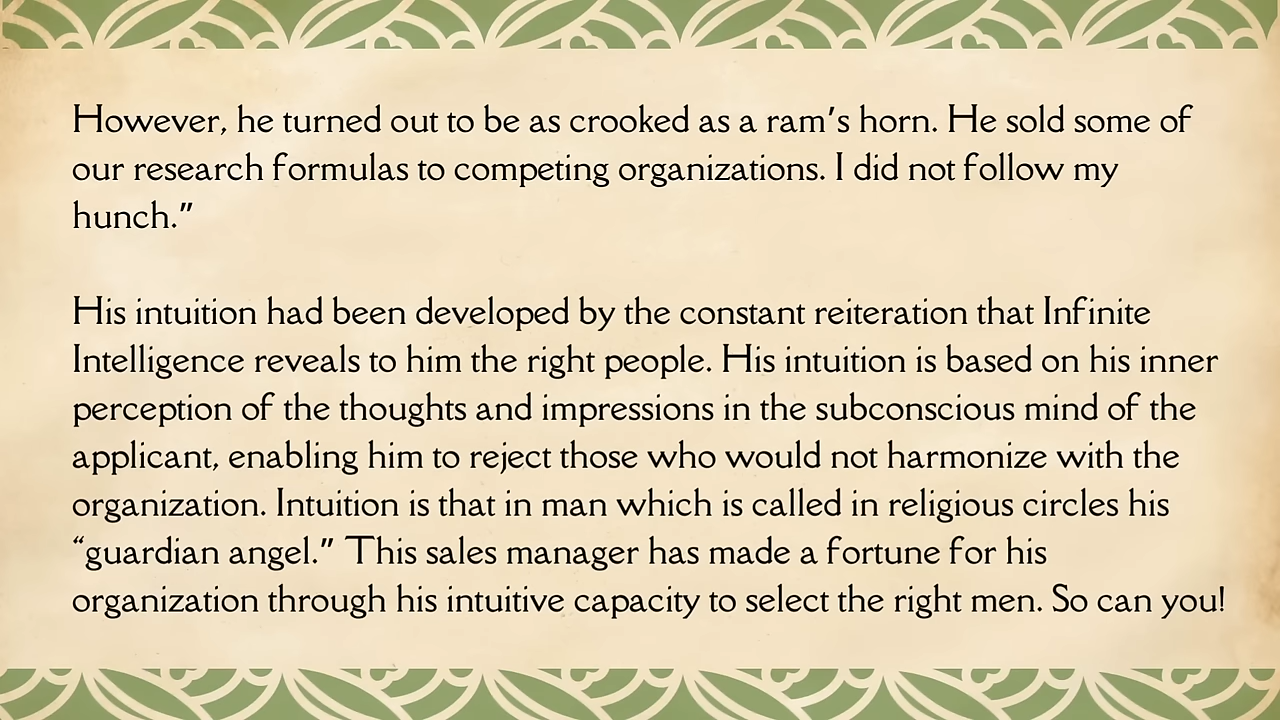 However, he turned out to be as crooked as a ram's horn. He sold some of
our research formulas to competing organizations. I did not follow my
hunch."
His intuition had been developed by the constant reiteration that Infinite
Intelligence reveals to him the right people. His intuition is based on his inner
perception of the thoughts and impressions in the subconscious mind of the
applicant, enabling him to reject those who would not harmonize with the
organization. Intuition is that in man which is called in religious circles his
“guardian angel." This sales manager has made a fortune for his
organization through his intuitive capacity to select the right men. So can you!